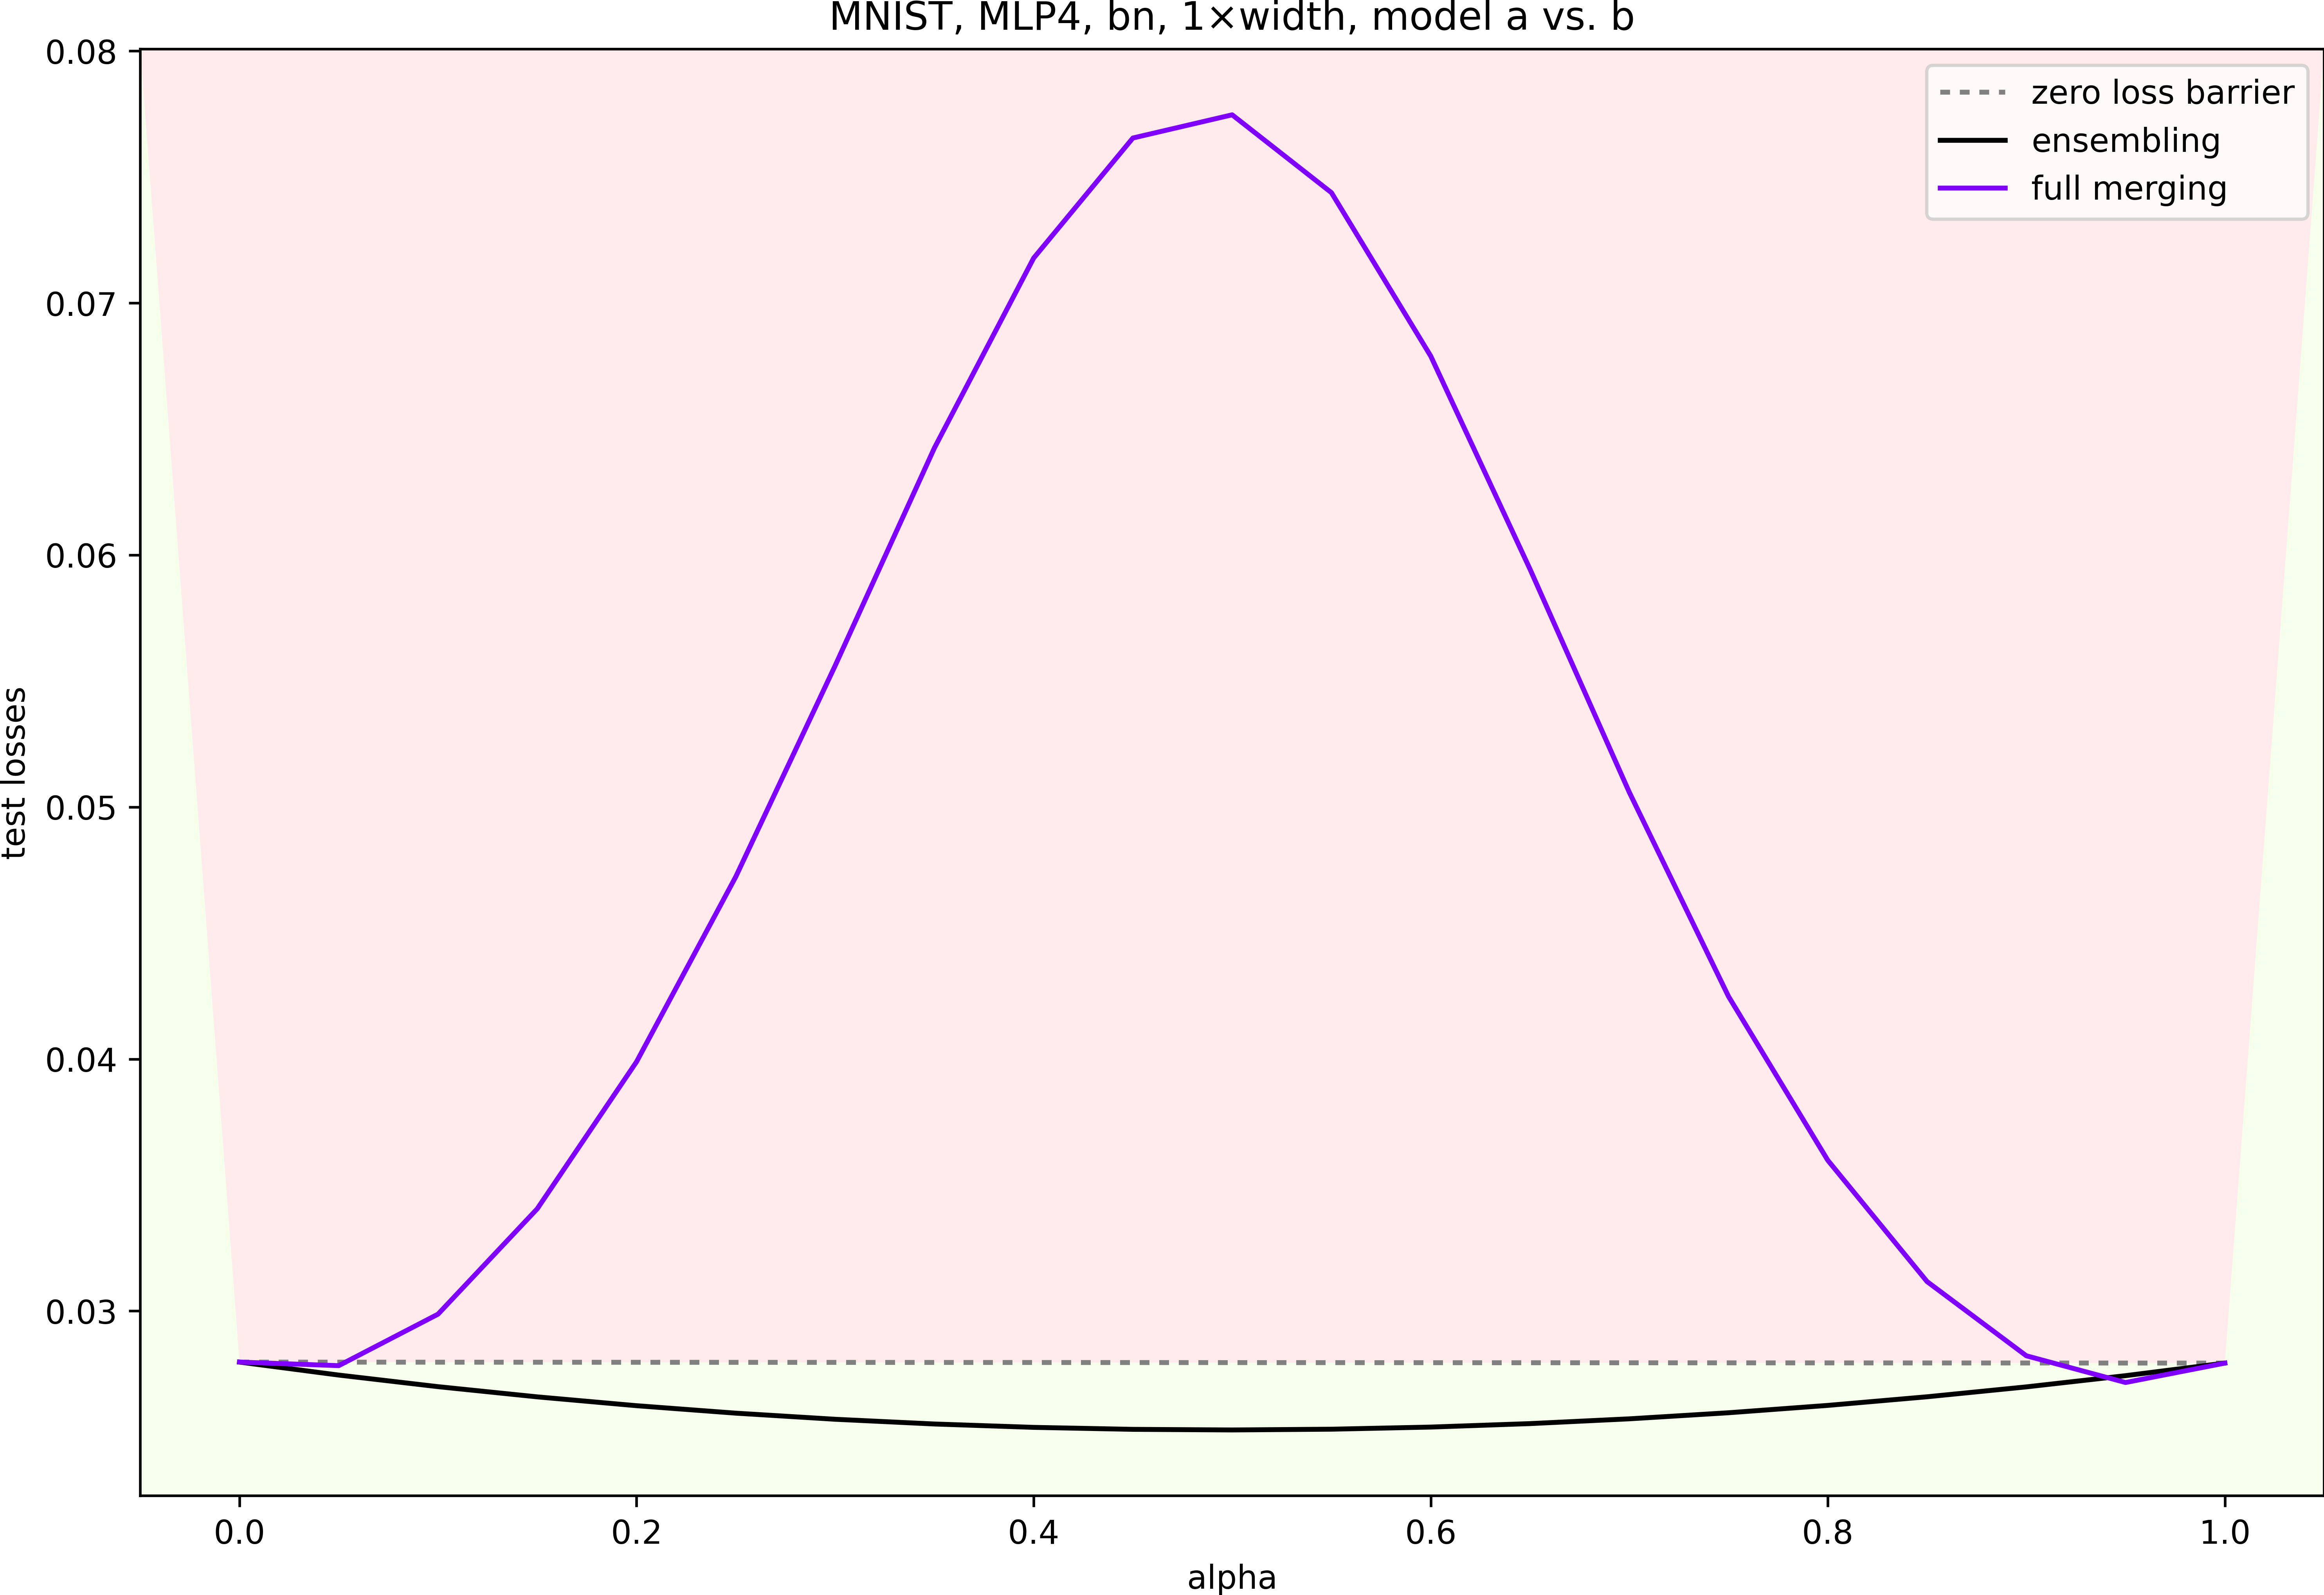 MNIST, MLP4, bn, 1×width, model a vs. b
zero loss barrier
ensembling
full merging
0.08
0.07
0.06
0.05
0.04
0.03
test losses
0.0 0.2 0.4 0.6 0.8 1.0
alpha